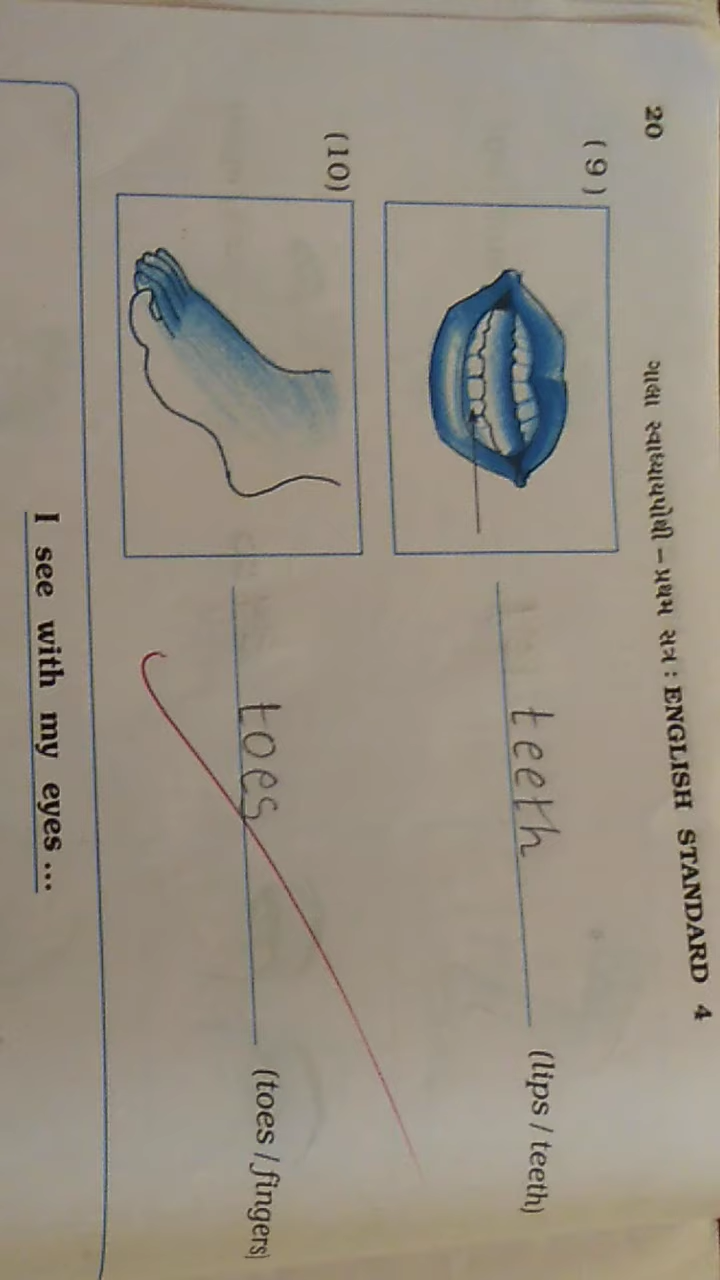 20 ગાલા સ્વાધ્યાયપોથી – પ્રથમ સત્ર : ENGLISH STANDARD 4
(9) teeth (lips / teeth)
(10) toes (toes / fingers)
I see with my eyes ...